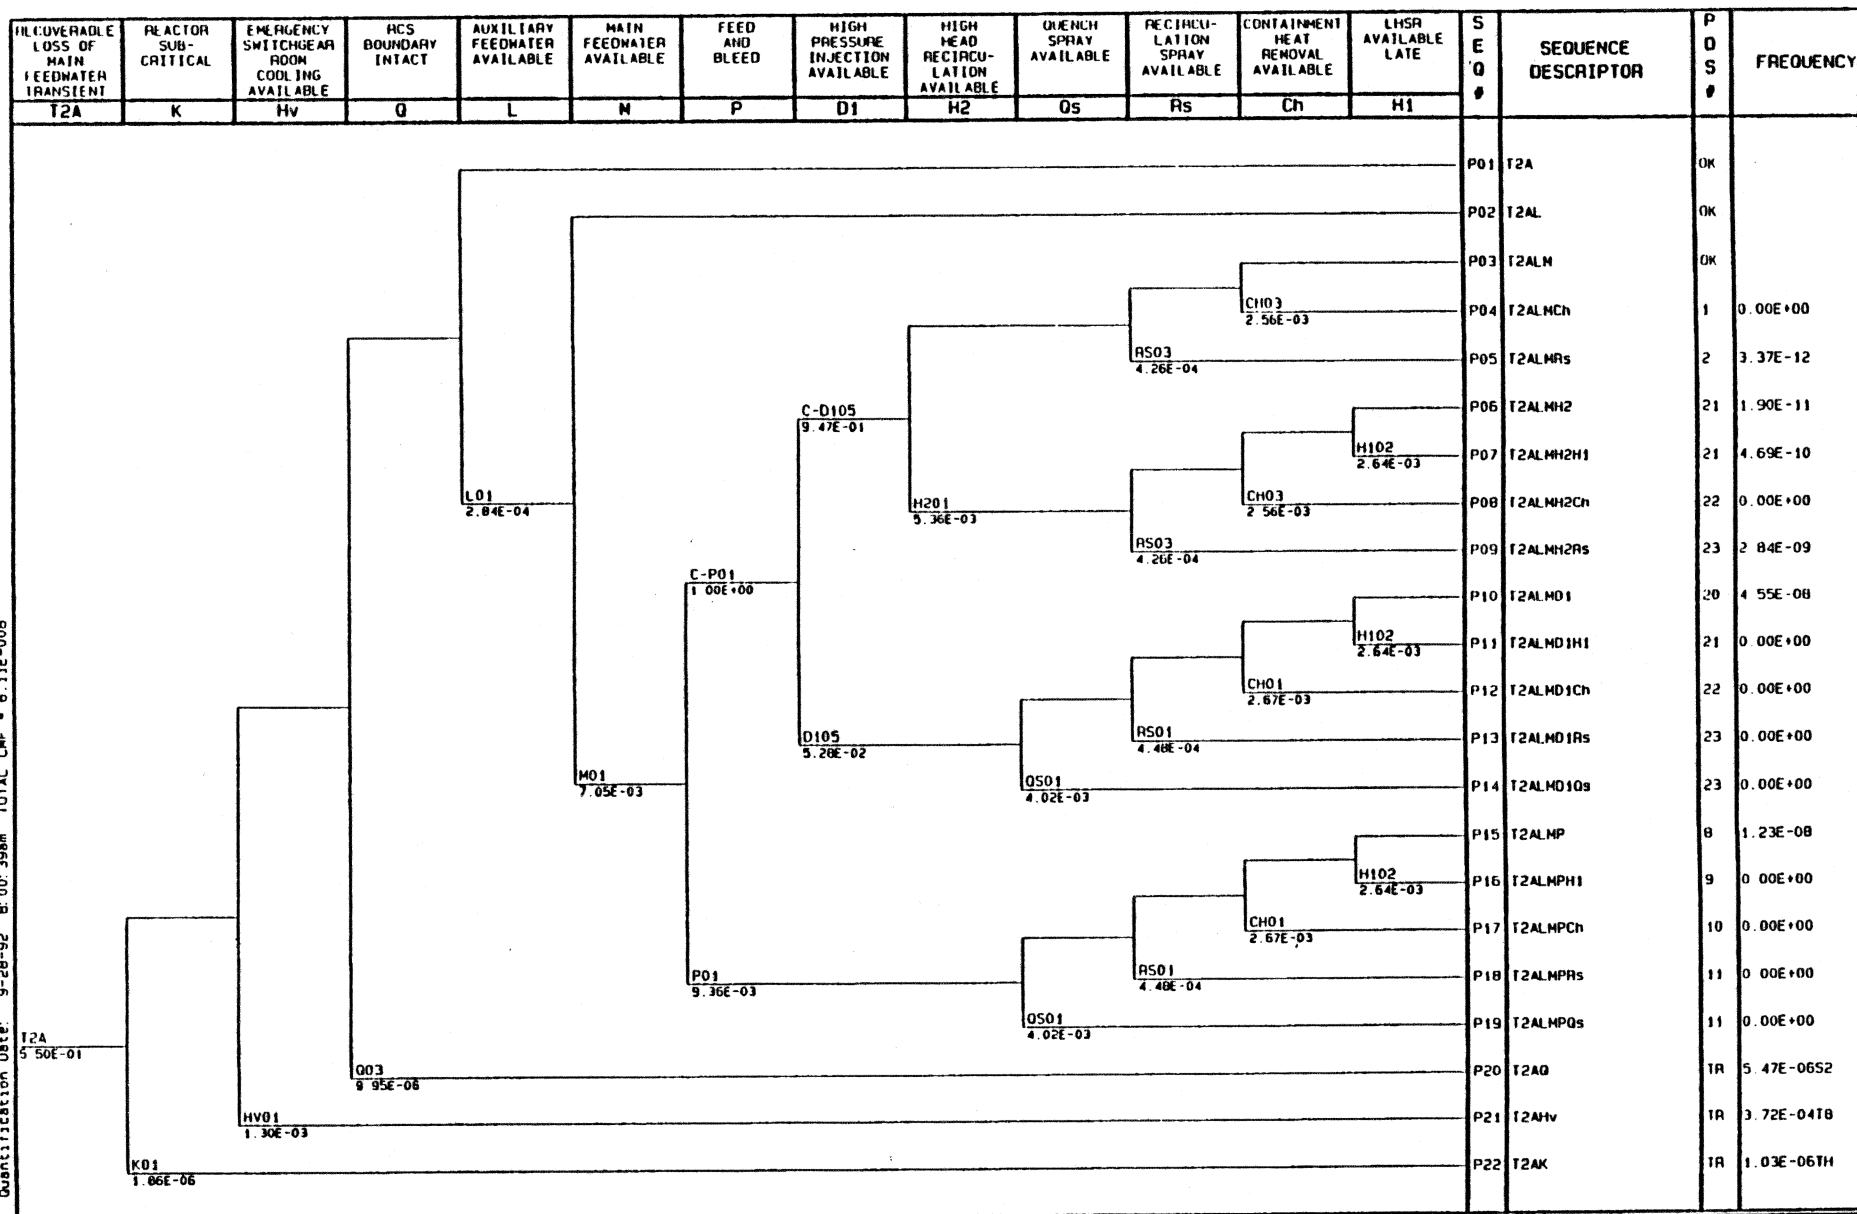 RECOVERABLE LOSS OF MAIN FEEDWATER TRANSIENT
REACTOR SUB-CRITICAL
EMERGENCY SWITCHGEAR ROOM COOLING AVAILABLE
RCS BOUNDARY INTACT
AUXILIARY FEEDWATER AVAILABLE
MAIN FEEDWATER AVAILABLE
FEED AND BLEED
HIGH PRESSURE INJECTION AVAILABLE
HIGH HEAD RECIRCU-LATION AVAILABLE
QUENCH SPRAY AVAILABLE
RECIRCU-LATION SPRAY AVAILABLE
CONTAINMENT HEAT REMOVAL AVAILABLE
LHSR AVAILABLE LATE
SEQ #
SEQUENCE DESCRIPTOR
PDS #
FREQUENCY
T2A K Hv Q L M P D1 H2 Qs Rs Ch H1
P01 T2A OK
P02 T2AL OK
P03 T2ALM OK
CH03
2.56E-03
P04 T2ALMCh 1 0.00E+00
RS03
4.26E-04
P05 T2ALMRs 2 3.37E-12
C-D105
9.47E-01
P06 T2ALMH2 21 1.90E-11
H102
2.64E-03
P07 T2ALMH2H1 21 4.69E-10
L01
2.84E-04
H201
5.36E-03
CH03
2.56E-03
P08 T2ALMH2Ch 22 0.00E+00
RS03
4.26E-04
P09 T2ALMH2Rs 23 2.84E-09
C-P01
1.00E+00
P10 T2ALMD1 20 4.55E-08
H102
2.64E-03
P11 T2ALMD1H1 21 0.00E+00
CH01
2.67E-03
P12 T2ALMD1Ch 22 0.00E+00
D105
5.28E-02
RS01
4.48E-04
P13 T2ALMD1Rs 23 0.00E+00
M01
7.05E-03
QS01
4.02E-03
P14 T2ALMD1Qs 23 0.00E+00
P15 T2ALMP 8 1.23E-08
H102
2.64E-03
P16 T2ALMPH1 9 0.00E+00
CH01
2.67E-03
P17 T2ALMPCh 10 0.00E+00
P01
9.36E-03
RS01
4.48E-04
P18 T2ALMPRs 11 0.00E+00
QS01
4.02E-03
P19 T2ALMPQs 11 0.00E+00
T2A
5.50E-01
Q03
9.95E-06
P20 T2AQ TR 5.47E-06S2
HV01
1.30E-03
P21 T2AHv TR 3.72E-04T8
K01
1.86E-06
P22 T2AK TR 1.03E-06TH
Quantification Date: 9-28-92 TOTAL CMF =